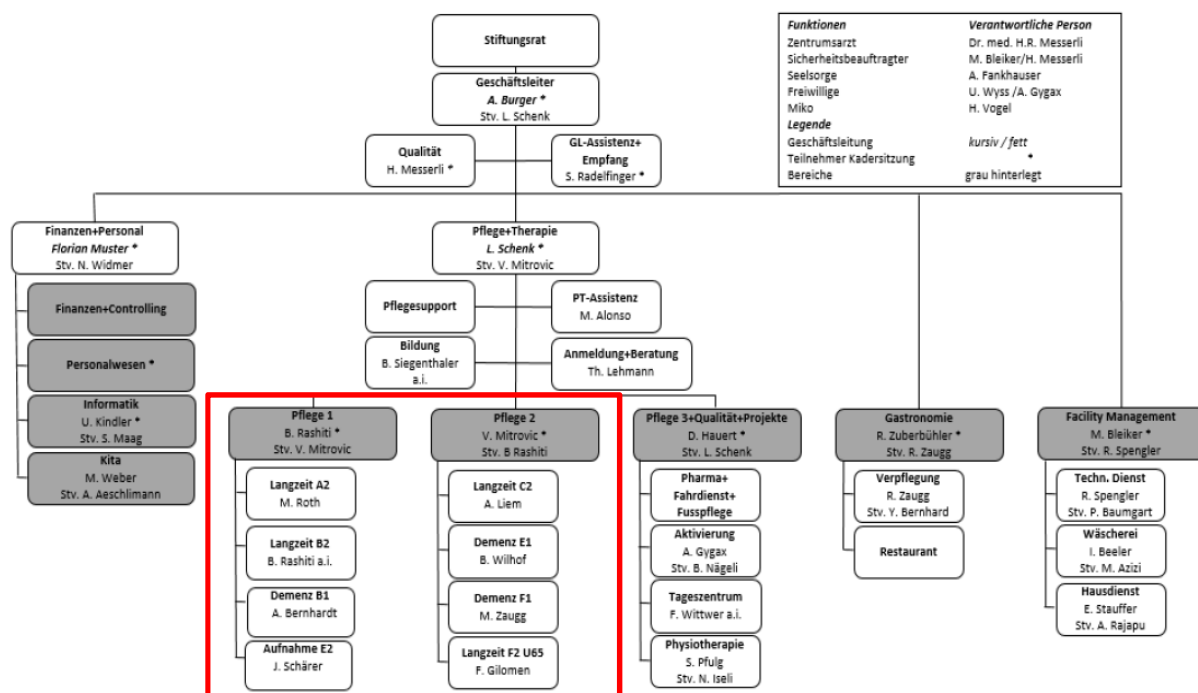 Stiftungsrat
Geschäftsleiter
A. Burger *
Stv. L. Schenk
Qualität
H. Messerli *
GL-Assistenz+
Empfang
S. Radelfinger *
Funktionen Verantwortliche Person
Zentrumsarzt Dr. med. H.R. Messerli
Sicherheitsbeauftragter M. Bleiker/H. Messerli
Seelsorge A. Fankhauser
Freiwillige U. Wyss /A. Gygax
Miko H. Vogel
Legende
Geschäftsleitung kursiv / fett
Teilnehmer Kadersitzung *
Bereiche grau hinterlegt
Finanzen+Personal
Florian Muster *
Stv. N. Widmer
Finanzen+Controlling
Personalwesen *
Informatik
U. Kindler *
Stv. S. Maag
Kita
M. Weber
Stv. A. Aeschlimann
Pflege+Therapie
L. Schenk *
Stv. V. Mitrovic
Pflegesupport
PT-Assistenz
M. Alonso
Bildung
B. Siegenthaler
a.i.
Anmeldung+Beratung
Th. Lehmann
Pflege 1
B. Rashiti *
Stv. V. Mitrovic
Langzeit A2
M. Roth
Langzeit B2
B. Rashiti a.i.
Demenz B1
A. Bernhardt
Aufnahme E2
J. Schärer
Pflege 2
V. Mitrovic *
Stv. B Rashiti
Langzeit C2
A. Liem
Demenz E1
B. Wilhof
Demenz F1
M. Zaugg
Langzeit F2 U65
F. Gilomen
Pflege 3+Qualität+Projekte
D. Hauert *
Stv. L. Schenk
Pharma+
Fahrdienst+
Fusspflege
Aktivierung
A. Gygax
Stv. B. Nägeli
Tageszentrum
F. Wittwer a.i.
Physiotherapie
S. Pfulg
Stv. N. Iseli
Gastronomie
R. Zuberbühler *
Stv. R. Zaugg
Verpflegung
R. Zaugg
Stv. Y. Bernhard
Restaurant
Facility Management
M. Bleiker *
Stv. R. Spengler
Techn. Dienst
R. Spengler
Stv. P. Baumgart
Wäscherei
I. Beeler
Stv. M. Azizi
Hausdienst
E. Stauffer
Stv. A. Rajapu